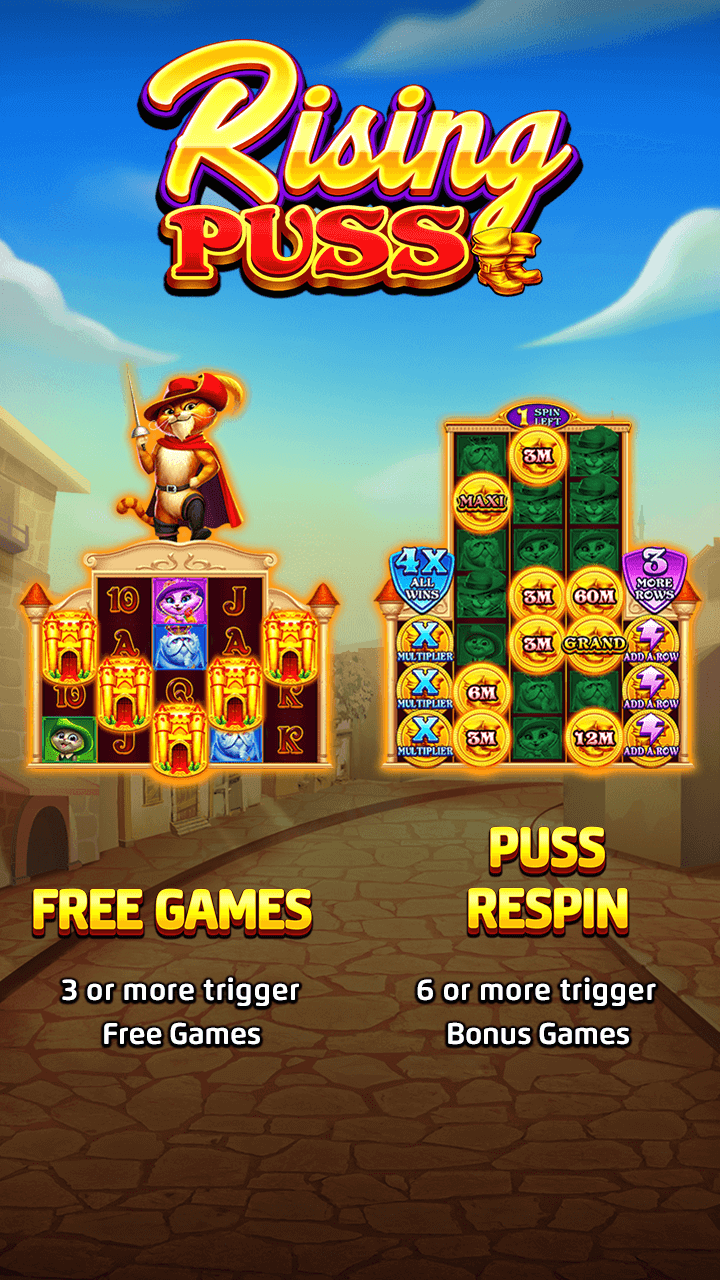 Rising
PUSS
1 SPIN
LEFT
3M
MAXI
4X
ALL
WINS
3
MORE
ROWS
3M
60M
X
MULTIPLIER
3M
GRAND
ADD A ROW
X
MULTIPLIER
6M
ADD A ROW
X
MULTIPLIER
3M
12M
ADD A ROW
10
J
A
A
10
Q
K
J
K
FREE GAMES
3 or more trigger
Free Games
PUSS
RESPIN
6 or more trigger
Bonus Games